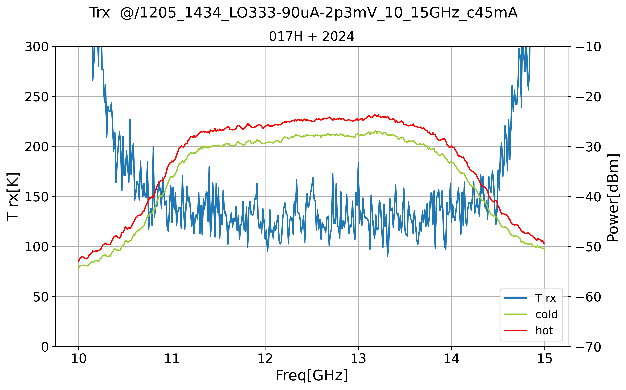 Trx  @/1205_1434_LO333-90uA-2p3mV_10_15GHz_c45mA
017H + 2024
300
250
200
150
100
50
0
T rx[K]
−10
−20
−30
−40
−50
−60
−70
Power[dBm]
T rx
cold
hot
10 11 12 13 14 15
Freq[GHz]